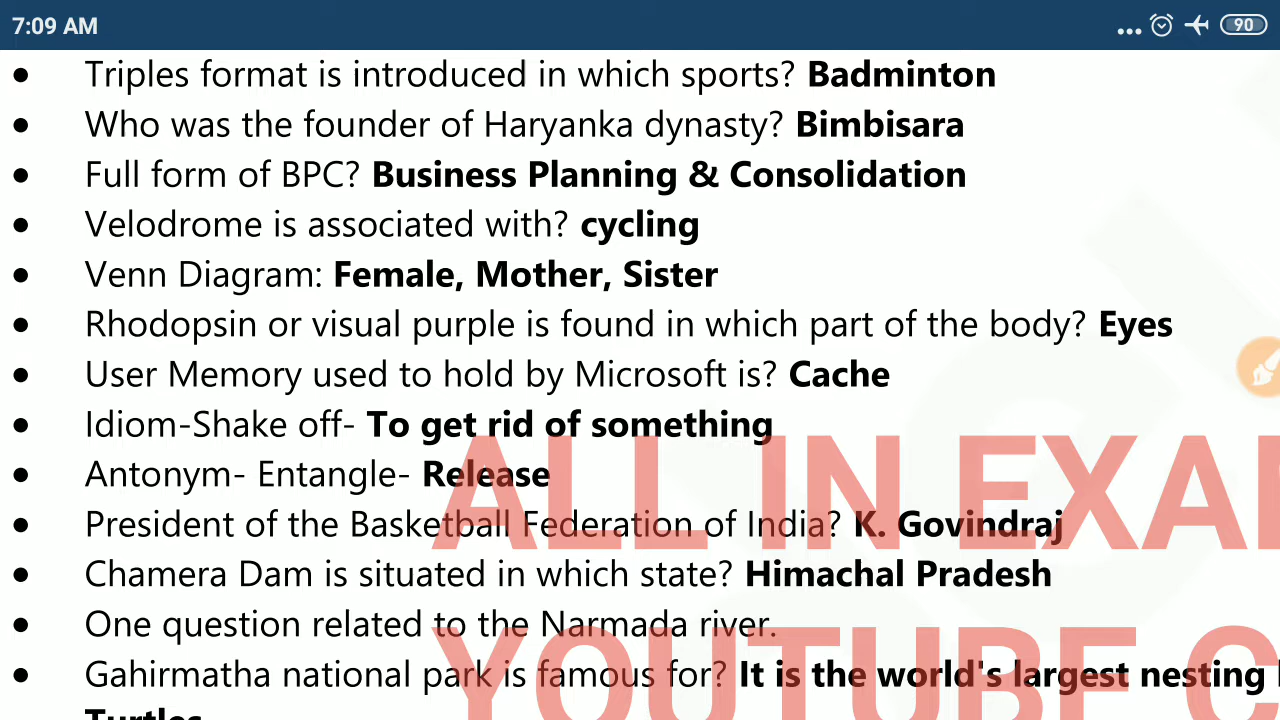 7:09 AM
90
• Triples format is introduced in which sports? Badminton
• Who was the founder of Haryanka dynasty? Bimbisara
• Full form of BPC? Business Planning & Consolidation
• Velodrome is associated with? cycling
• Venn Diagram: Female, Mother, Sister
• Rhodopsin or visual purple is found in which part of the body? Eyes
• User Memory used to hold by Microsoft is? Cache
• Idiom-Shake off- To get rid of something
• Antonym- Entangle- Release
• President of the Basketball Federation of India? K. Govindraj
• Chamera Dam is situated in which state? Himachal Pradesh
• One question related to the Narmada river.
• Gahirmatha national park is famous for? It is the world's largest nesting
Turtles
ALL IN EXA
YOUTUBE C